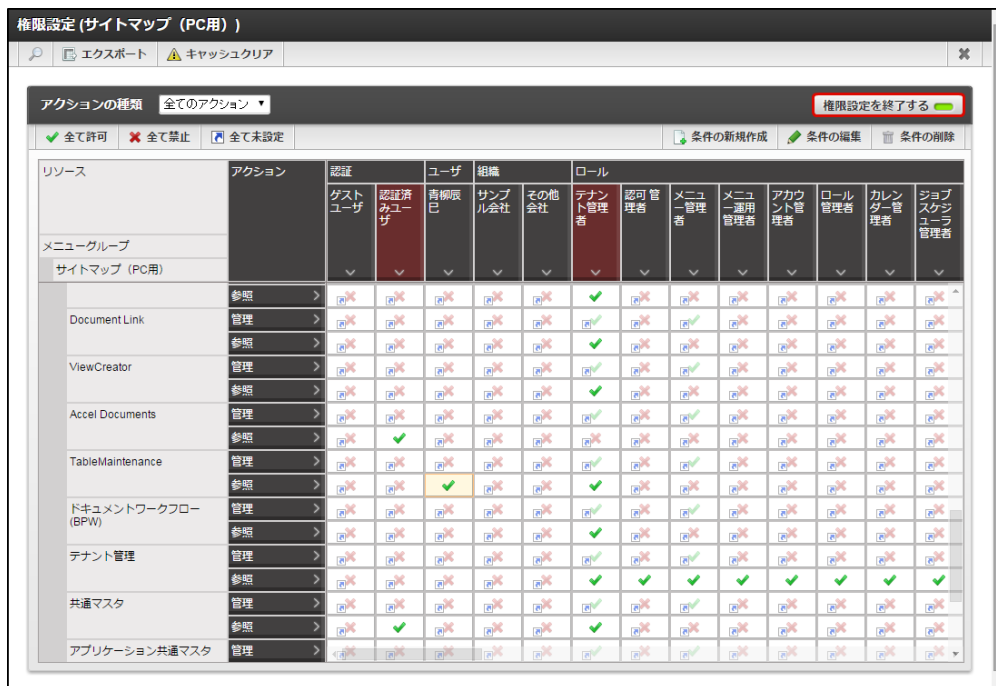 権限設定 (サイトマップ（PC用）)
エクスポート キャッシュクリア
アクションの種類 全てのアクション 権限設定を終了する
全て許可 全て禁止 全て未設定 条件の新規作成 条件の編集 条件の削除
リソース アクション 認証 ユーザ 組織 ロール
ゲストユーザ
認証済みユーザ
青柳辰巳
サンプル会社
その他会社
テナント管理者
認可管理者
メニュー管理者
メニュー運用管理者
アカウント管理者
ロール管理者
カレンダー管理者
ジョブスケジューラ管理者
メニューグループ
サイトマップ（PC用）
参照
Document Link 管理
参照
ViewCreator 管理
参照
Accel Documents 管理
参照
TableMaintenance 管理
参照
ドキュメントワークフロー 管理
(BPW)
参照
テナント管理 管理
参照
共通マスタ 管理
参照
アプリケーション共通マスタ 管理